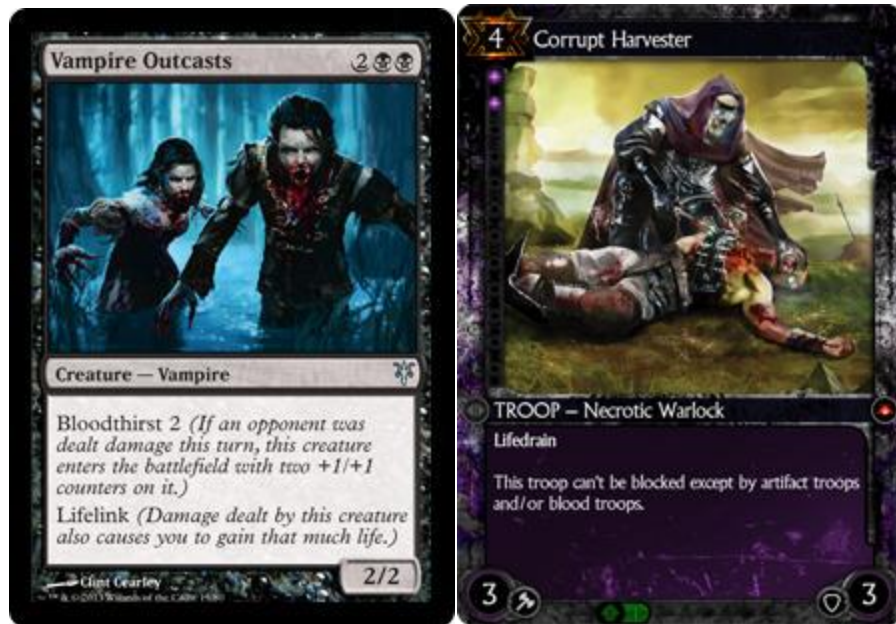 Vampire Outcasts 2
Creature — Vampire
Bloodthirst 2 (If an opponent was
dealt damage this turn, this creature
enters the battlefield with two +1/+1
counters on it.)
Lifelink (Damage dealt by this creature
also causes you to gain that much life.)
2/2
Clint Cearley
4 Corrupt Harvester
TROOP – Necrotic Warlock
Lifedrain
This troop can't be blocked except by artifact troops
and/or blood troops.
3 3